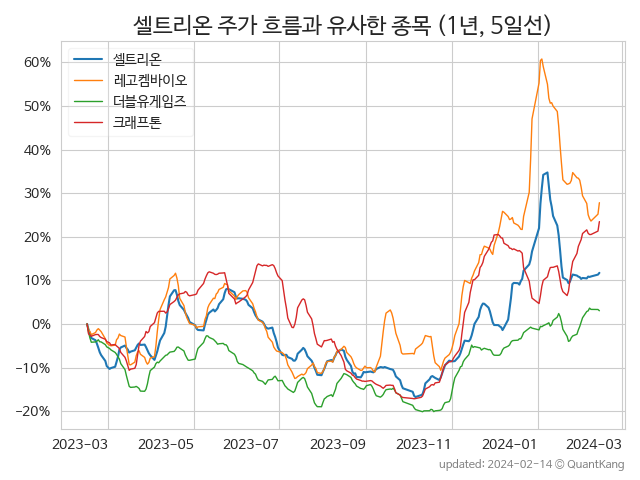 셀트리온 주가 흐름과 유사한 종목 (1년, 5일선)
셀트리온
레고켐바이오
더블유게임즈
크래프톤
60%
50%
40%
30%
20%
10%
0%
−10%
−20%
2023−03 2023−05 2023−07 2023−09 2023−11 2024−01 2024−03
updated: 2024-02-14 © QuantKang